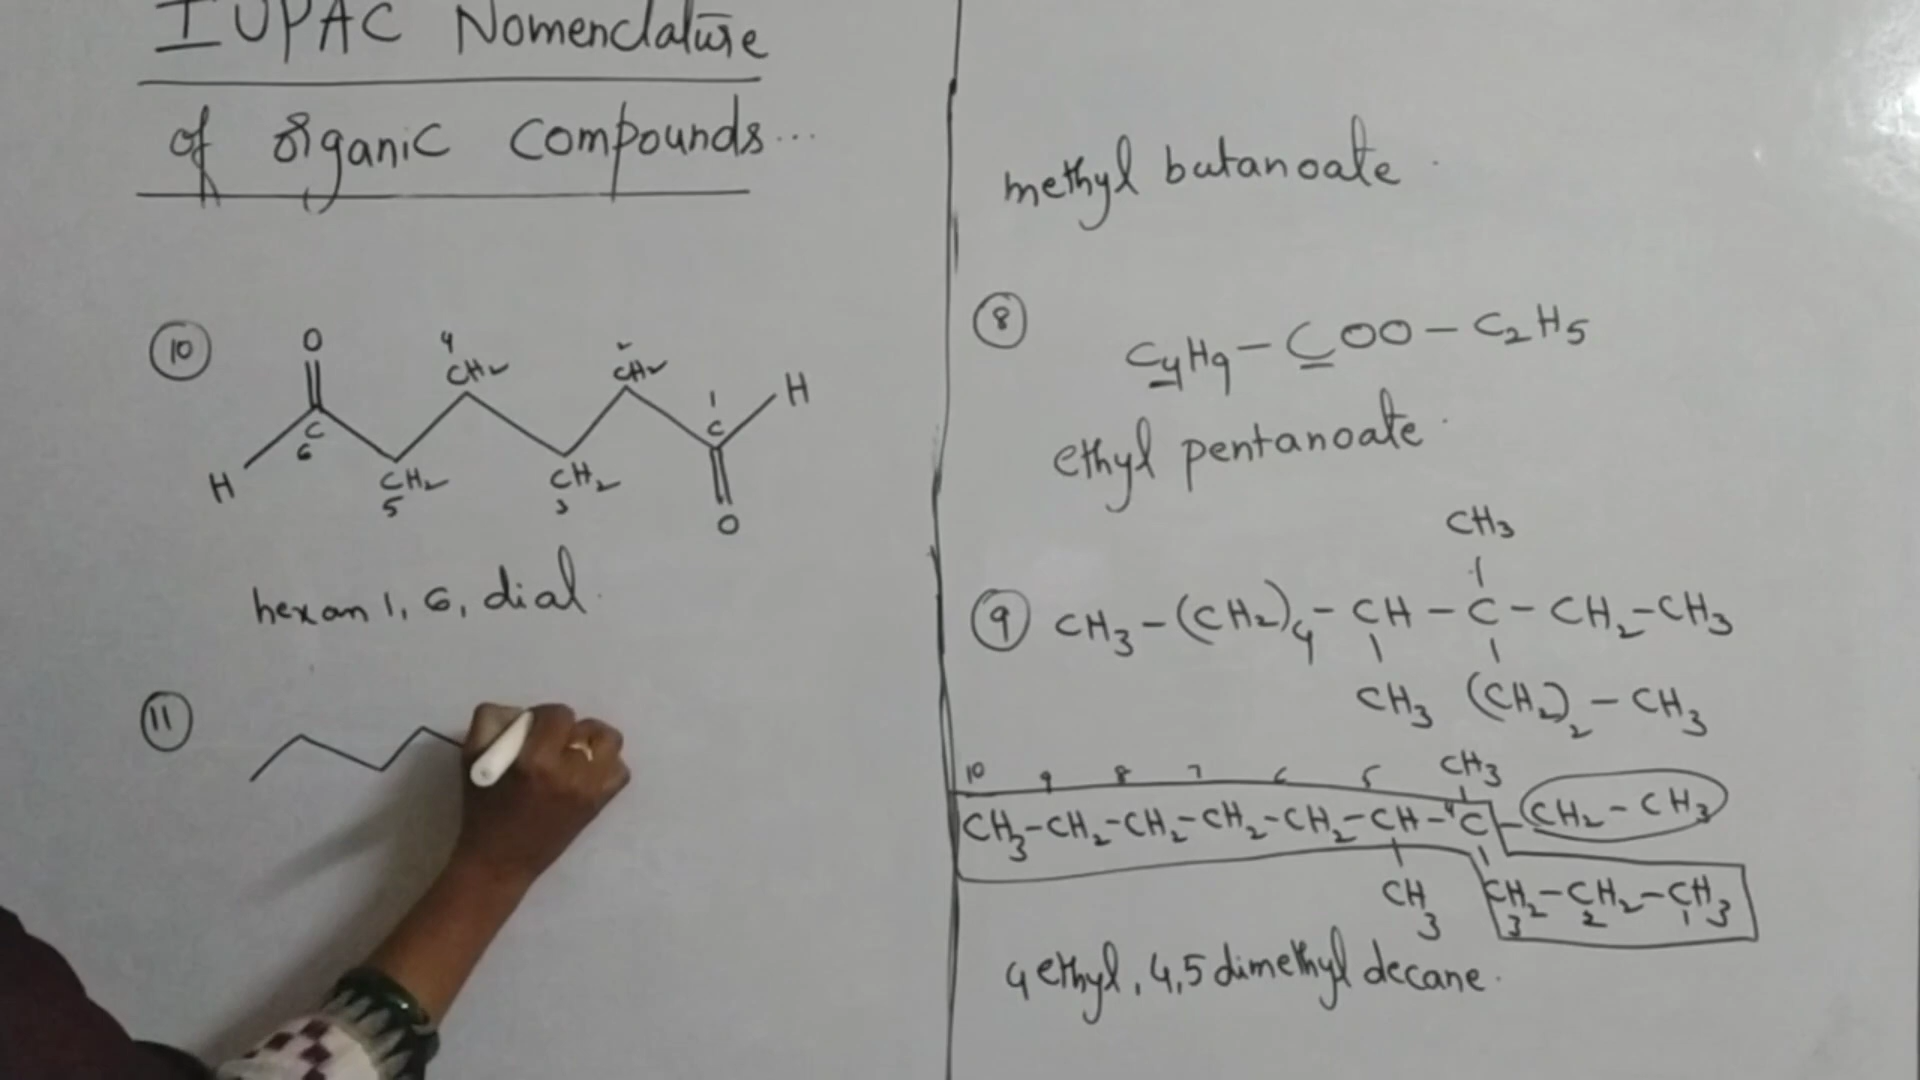 IUPAC Nomenclature
of organic compounds...
10
O
4
CH2
2
CH2
1
C
H
C
6
H
CH2
5
CH2
3
O
hexan 1, 6, dial
11
methyl butanoate.
8
C4H9-COO-C2H5
ethyl pentanoate.
CH3
9 CH3-(CH2)4-CH-C-CH2-CH3
CH3 (CH2)2-CH3
10 9 8 7 6 5 CH3
CH3-CH2-CH2-CH2-CH2-CH-4C-CH2-CH3
CH3 CH2-CH2-CH3
3 2 1
4 ethyl, 4,5 dimethyl decane.